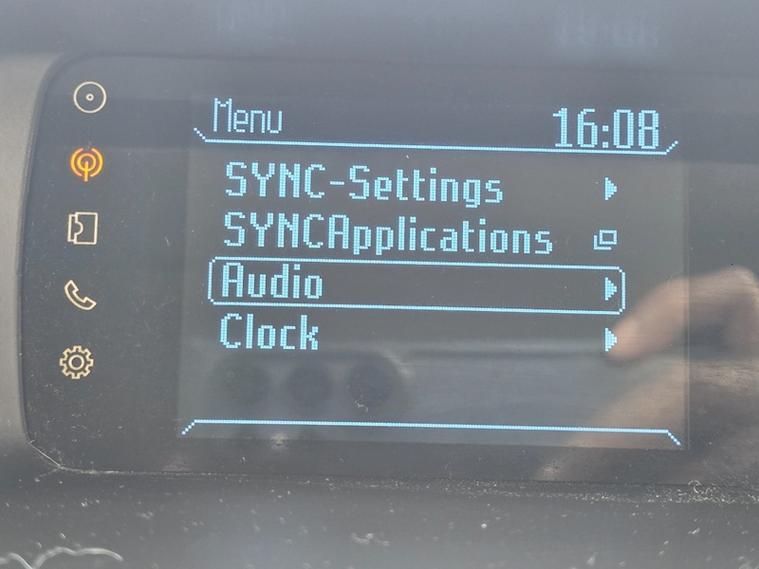 Menu
16:08
SYNC-Settings
SYNCApplications
Audio
Clock